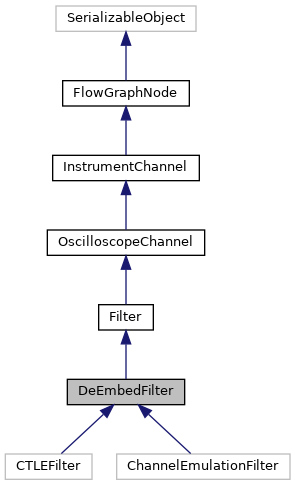 SerializableObject
FlowGraphNode
InstrumentChannel
OscilloscopeChannel
Filter
DeEmbedFilter
CTLEFilter
ChannelEmulationFilter